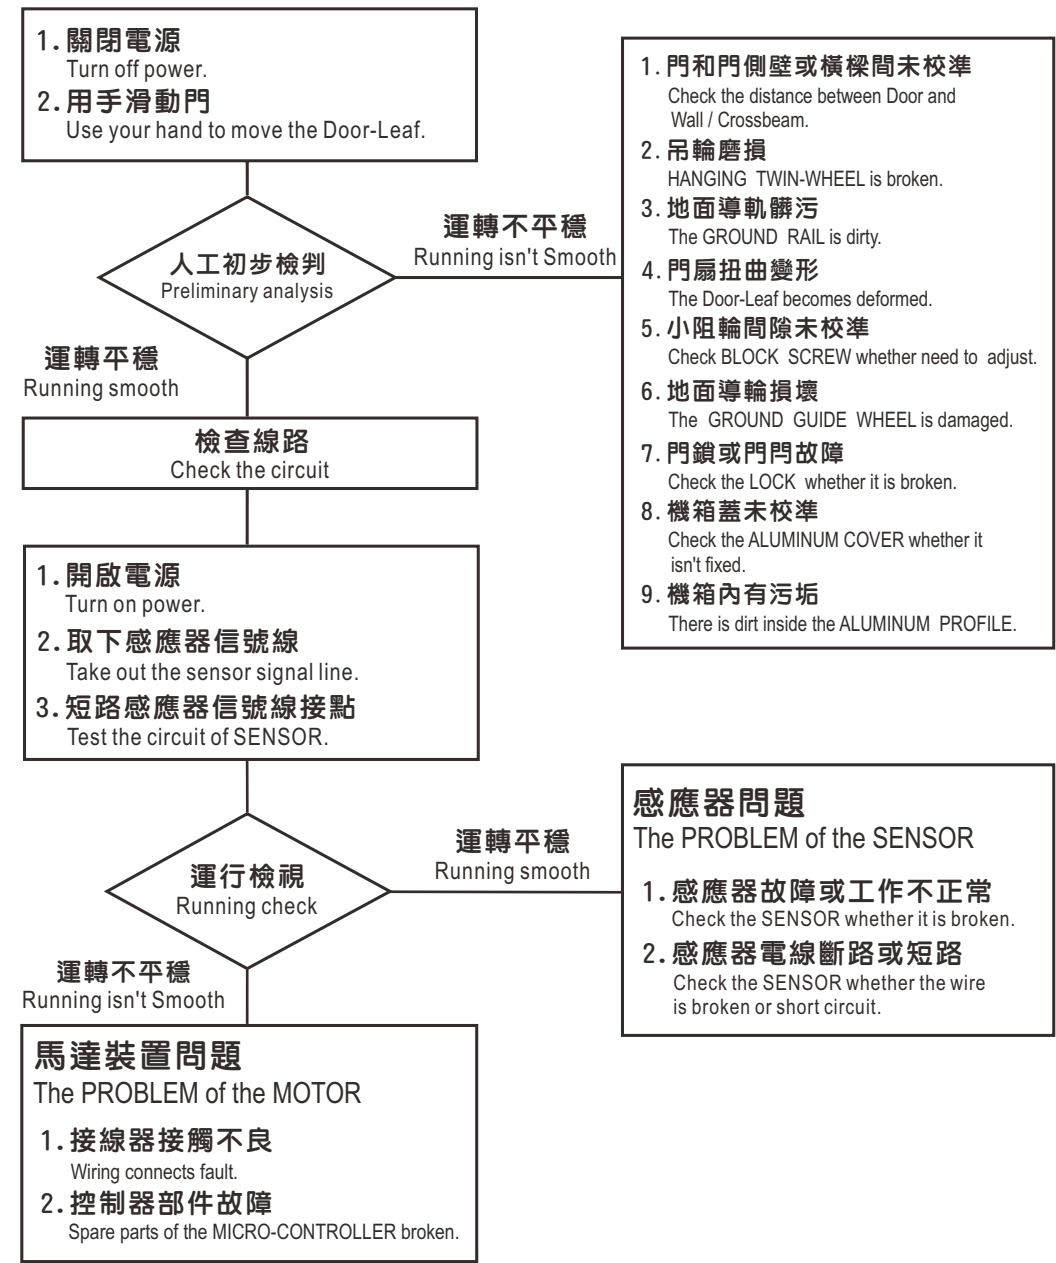 1. 關閉電源
Turn off power.
2. 用手滑動門
Use your hand to move the Door-Leaf.
人工初步檢判
Preliminary analysis
運轉不平穩
Running isn't Smooth
1. 門和門側壁或橫樑間未校準
Check the distance between Door and
Wall / Crossbeam.
2. 吊輪磨損
HANGING TWIN-WHEEL is broken.
3. 地面導軌髒污
The GROUND RAIL is dirty.
4. 門扇扭曲變形
The Door-Leaf becomes deformed.
5. 小阻輪間隙未校準
Check BLOCK SCREW whether need to adjust.
6. 地面導輪損壞
The GROUND GUIDE WHEEL is damaged.
7. 門鎖或門閂故障
Check the LOCK whether it is broken.
8. 機箱蓋未校準
Check the ALUMINUM COVER whether it
isn't fixed.
9. 機箱內有污垢
There is dirt inside the ALUMINUM PROFILE.
運轉平穩
Running smooth
檢查線路
Check the circuit
1. 開啟電源
Turn on power.
2. 取下感應器信號線
Take out the sensor signal line.
3. 短路感應器信號線接點
Test the circuit of SENSOR.
運行檢視
Running check
運轉平穩
Running smooth
感應器問題
The PROBLEM of the SENSOR
1. 感應器故障或工作不正常
Check the SENSOR whether it is broken.
2. 感應器電線斷路或短路
Check the SENSOR whether the wire
is broken or short circuit.
運轉不平穩
Running isn't Smooth
馬達裝置問題
The PROBLEM of the MOTOR
1. 接線器接觸不良
Wiring connects fault.
2. 控制器部件故障
Spare parts of the MICRO-CONTROLLER broken.